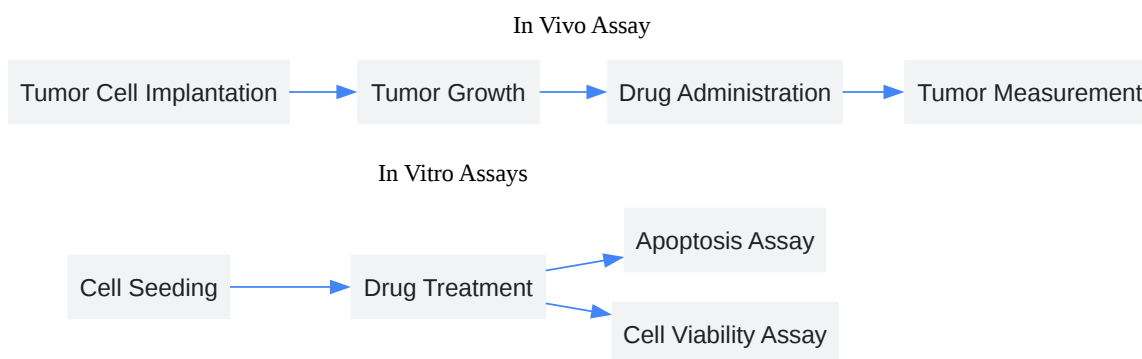 In Vivo Assay
Tumor Cell Implantation
Tumor Growth
Drug Administration
Tumor Measurement
In Vitro Assays
Cell Seeding
Drug Treatment
Apoptosis Assay
Cell Viability Assay